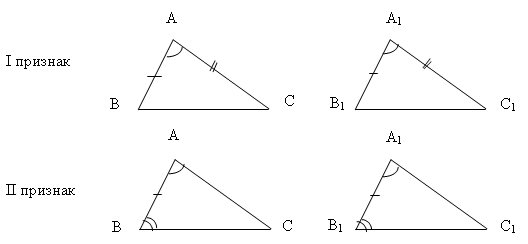 A A₁
I признак
B C B₁ C₁
A A₁
II признак
B C B₁ C₁